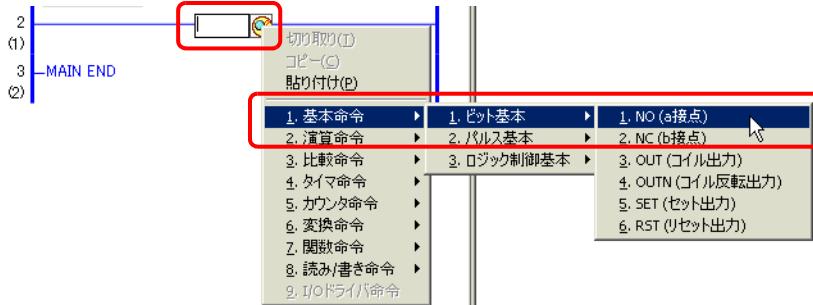 2
(1)
3
MAIN END
(2)
切り取り(T)
コピー(C)
貼り付け(P)
1. 基本命令
2. 演算命令
3. 比較命令
4. タイマ命令
5. カウンタ命令
6. 変換命令
7. 関数命令
8. 読み/書き命令
9. I/Oドライバ命令
1. ビット基本
2. パルス基本
3. ロジック制御基本
1. NO (a接点)
2. NC (b接点)
3. OUT (コイル出力)
4. OUTN (コイル反転出力)
5. SET (セット出力)
6. RST (リセット出力)